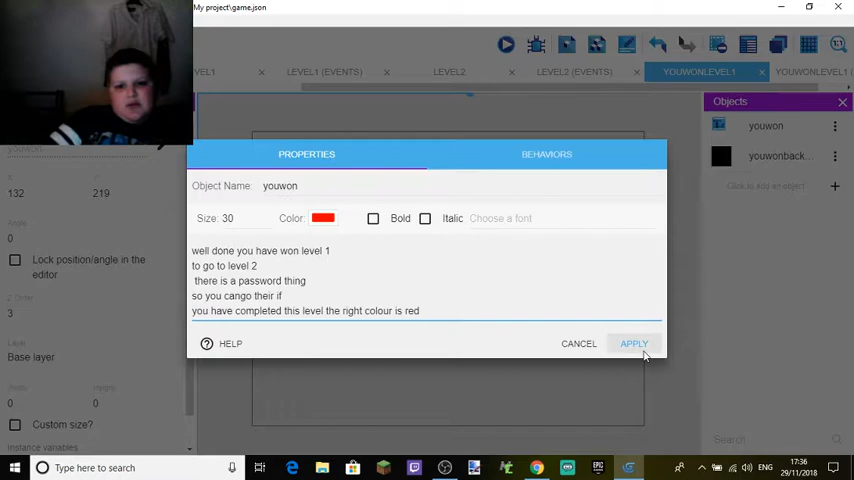 My project\game.json
LEVEL1
LEVEL1 (EVENTS)
LEVEL2
LEVEL2 (EVENTS)
YOUWONLEVEL1
YOUWONLEVEL1 (
Objects
youwon
PROPERTIES
BEHAVIORS
X
Y
132
219
Angle
0
Lock position/angle in the
editor
3
Base layer
0
0
Custom size?
Instance variables
Object Name:
youwon
Size: 30
Color:
Bold
Italic
Choose a font
well done you have won level 1
to go to level 2
there is a password thing
so you cango their if
you have completed this level the right colour is red
HELP
CANCEL
APPLY
youwonback...
Click to add an object
Search
Type here to search
ENG
17:36
29/11/2018